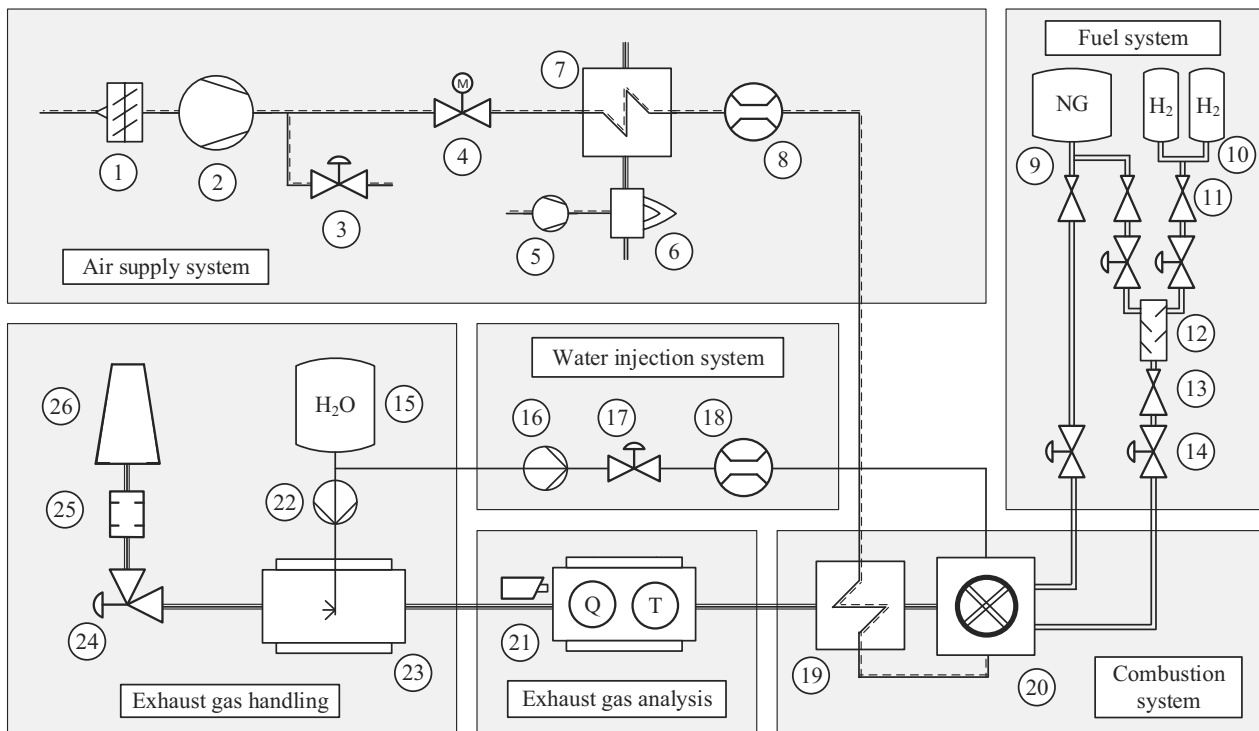 Fuel system
M
7
NG
H2
H2
1
2
4
8
9
10
11
3
5
6
Air supply system
12
Water injection system
26
H2O
15
13
16
17
18
14
25
22
24
21
Q
T
23
19
20
Exhaust gas handling
Exhaust gas analysis
Combustion
system